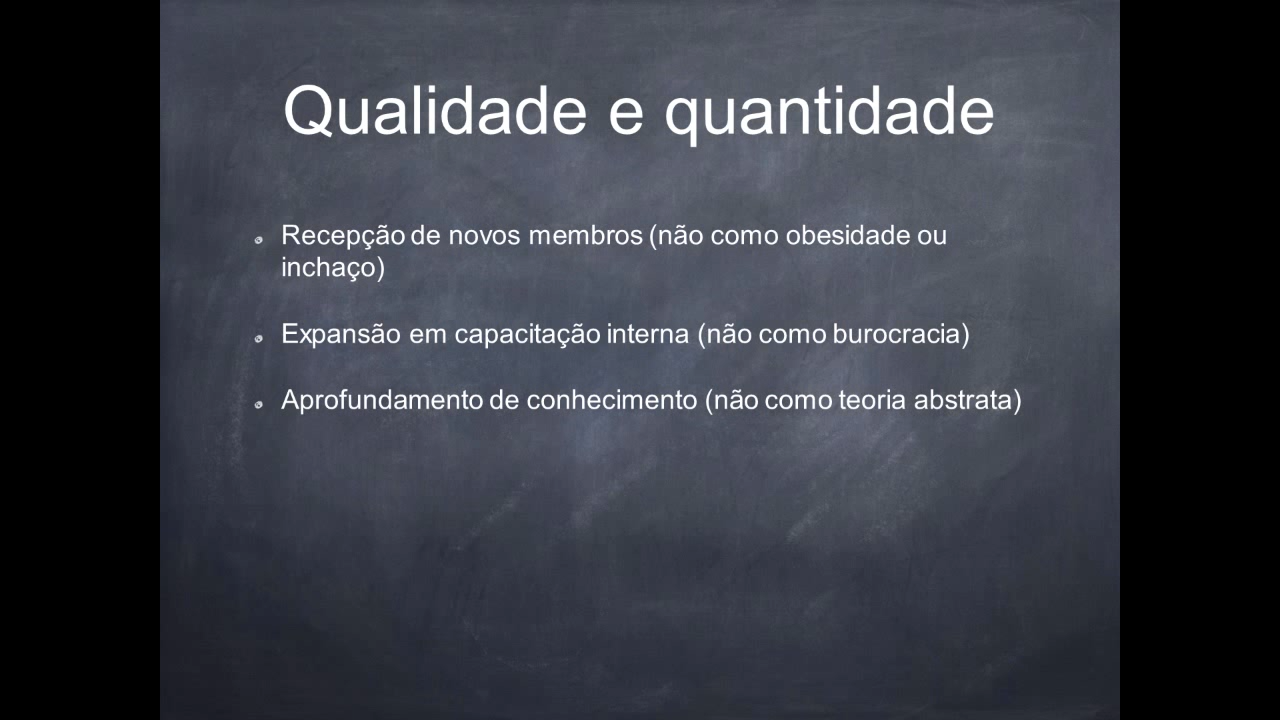 Qualidade e quantidade
Recepção de novos membros (não como obesidade ou
inchaço)
Expansão em capacitação interna (não como burocracia)
Aprofundamento de conhecimento (não como teoria abstrata)